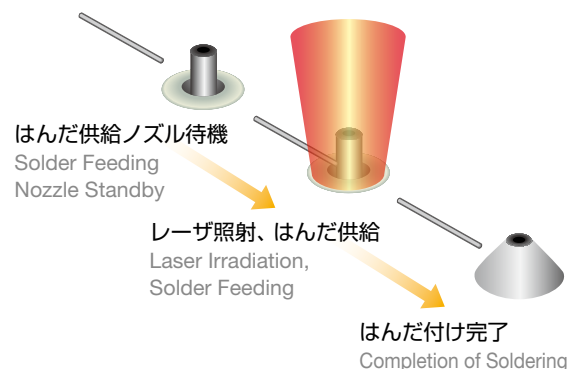 はんだ供給ノズル待機
Solder Feeding
Nozzle Standby
レーザ照射、はんだ供給
Laser Irradiation,
Solder Feeding
はんだ付け完了
Completion of Soldering